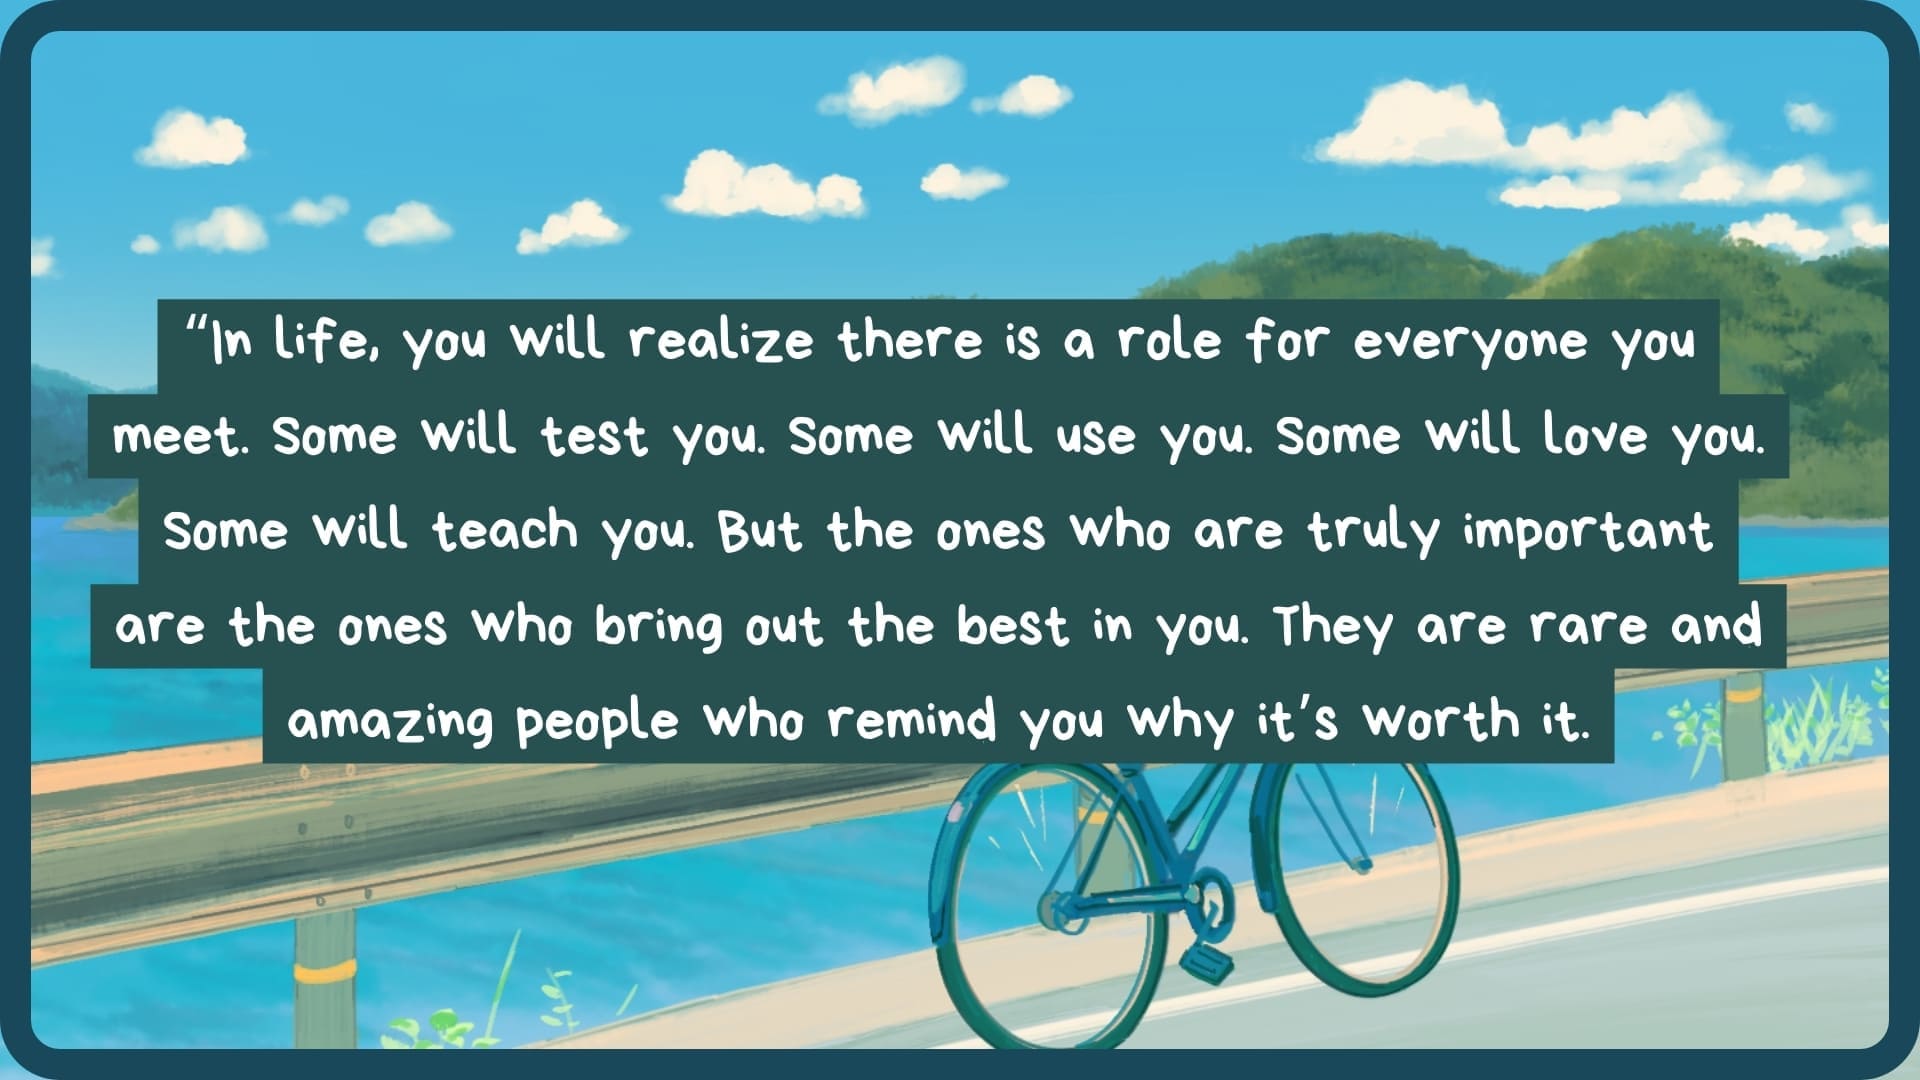 “In life, you will realize there is a role for everyone you
meet. Some will test you. Some will use you. Some will love you.
Some will teach you. But the ones who are truly important
are the ones who bring out the best in you. They are rare and
amazing people who remind you why it’s worth it.